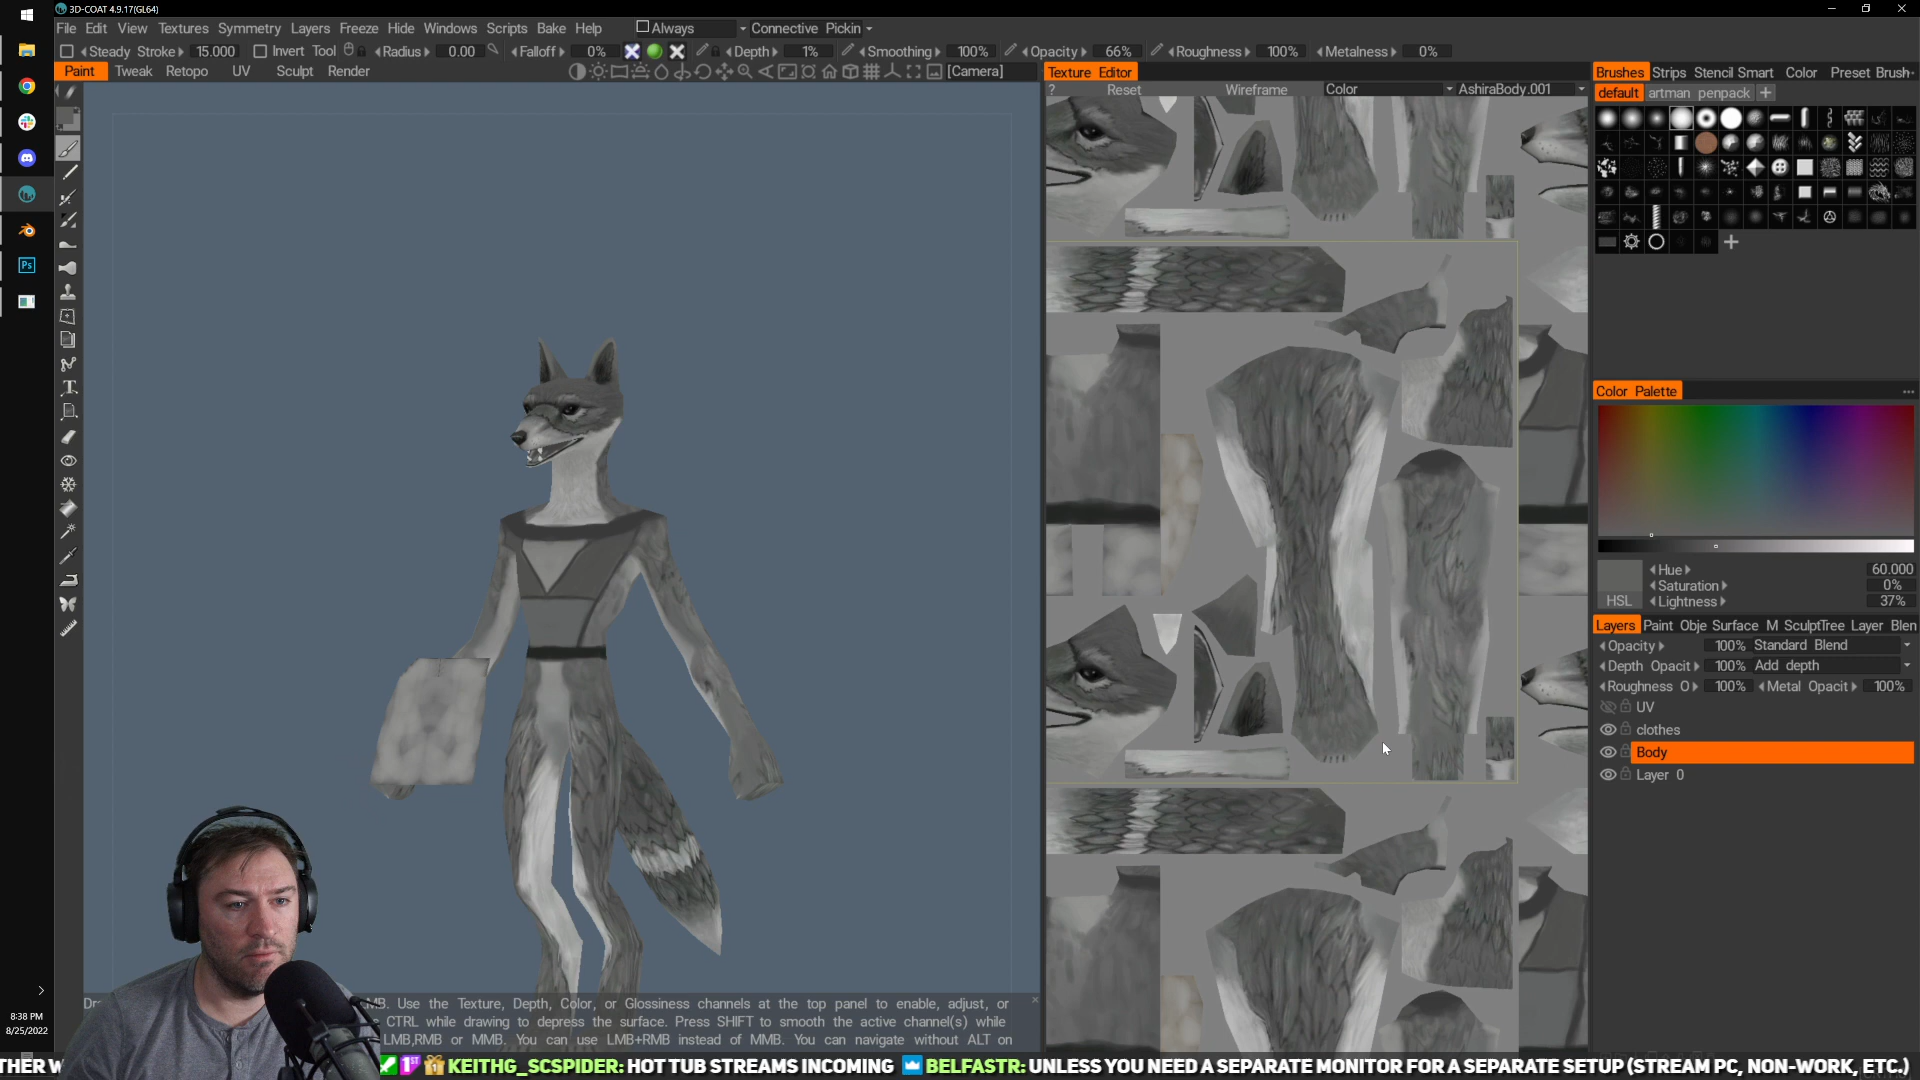 3D-COAT 4.9.17(GL64)
File Edit View Textures Symmetry Layers Freeze Hide Windows Scripts Bake Help Always Connective Pickin
Steady Stroke 15.000 Invert Tool Radius 0.00 Falloff 0% Depth 1% Smoothing 100% Opacity 66% Roughness 100% Metalness 0%
Paint Tweak Retopo UV Sculpt Render [Camera]
Texture Editor
? Reset Wireframe Color AshiraBody.001
Brushes Strips Stencil Smart Color Preset Brush
default artman penpack +
Color Palette
Hue 60.000
Saturation 0%
HSL Lightness 37%
Layers Paint Obje Surface M SculptTree Layer Blen
Opacity 100% Standard Blend
Depth Opacit 100% Add depth
Roughness O 100% Metal Opacit 100%
UV
clothes
Body
Layer 0
Ps
8:38 PM
8/25/2022
MB. Use the Texture, Depth, Color, or Glossiness channels at the top panel to enable, adjust, or
CTRL while drawing to depress the surface. Press SHIFT to smooth the active channel(s) while
LMB,RMB or MMB. You can use LMB+RMB instead of MMB. You can navigate without ALT on
THER W 1ST KEITHG_SCSPIDER: HOT TUB STREAMS INCOMING BELFASTR: UNLESS YOU NEED A SEPARATE MONITOR FOR A SEPARATE SETUP (STREAM PC, NON-WORK, ETC.)